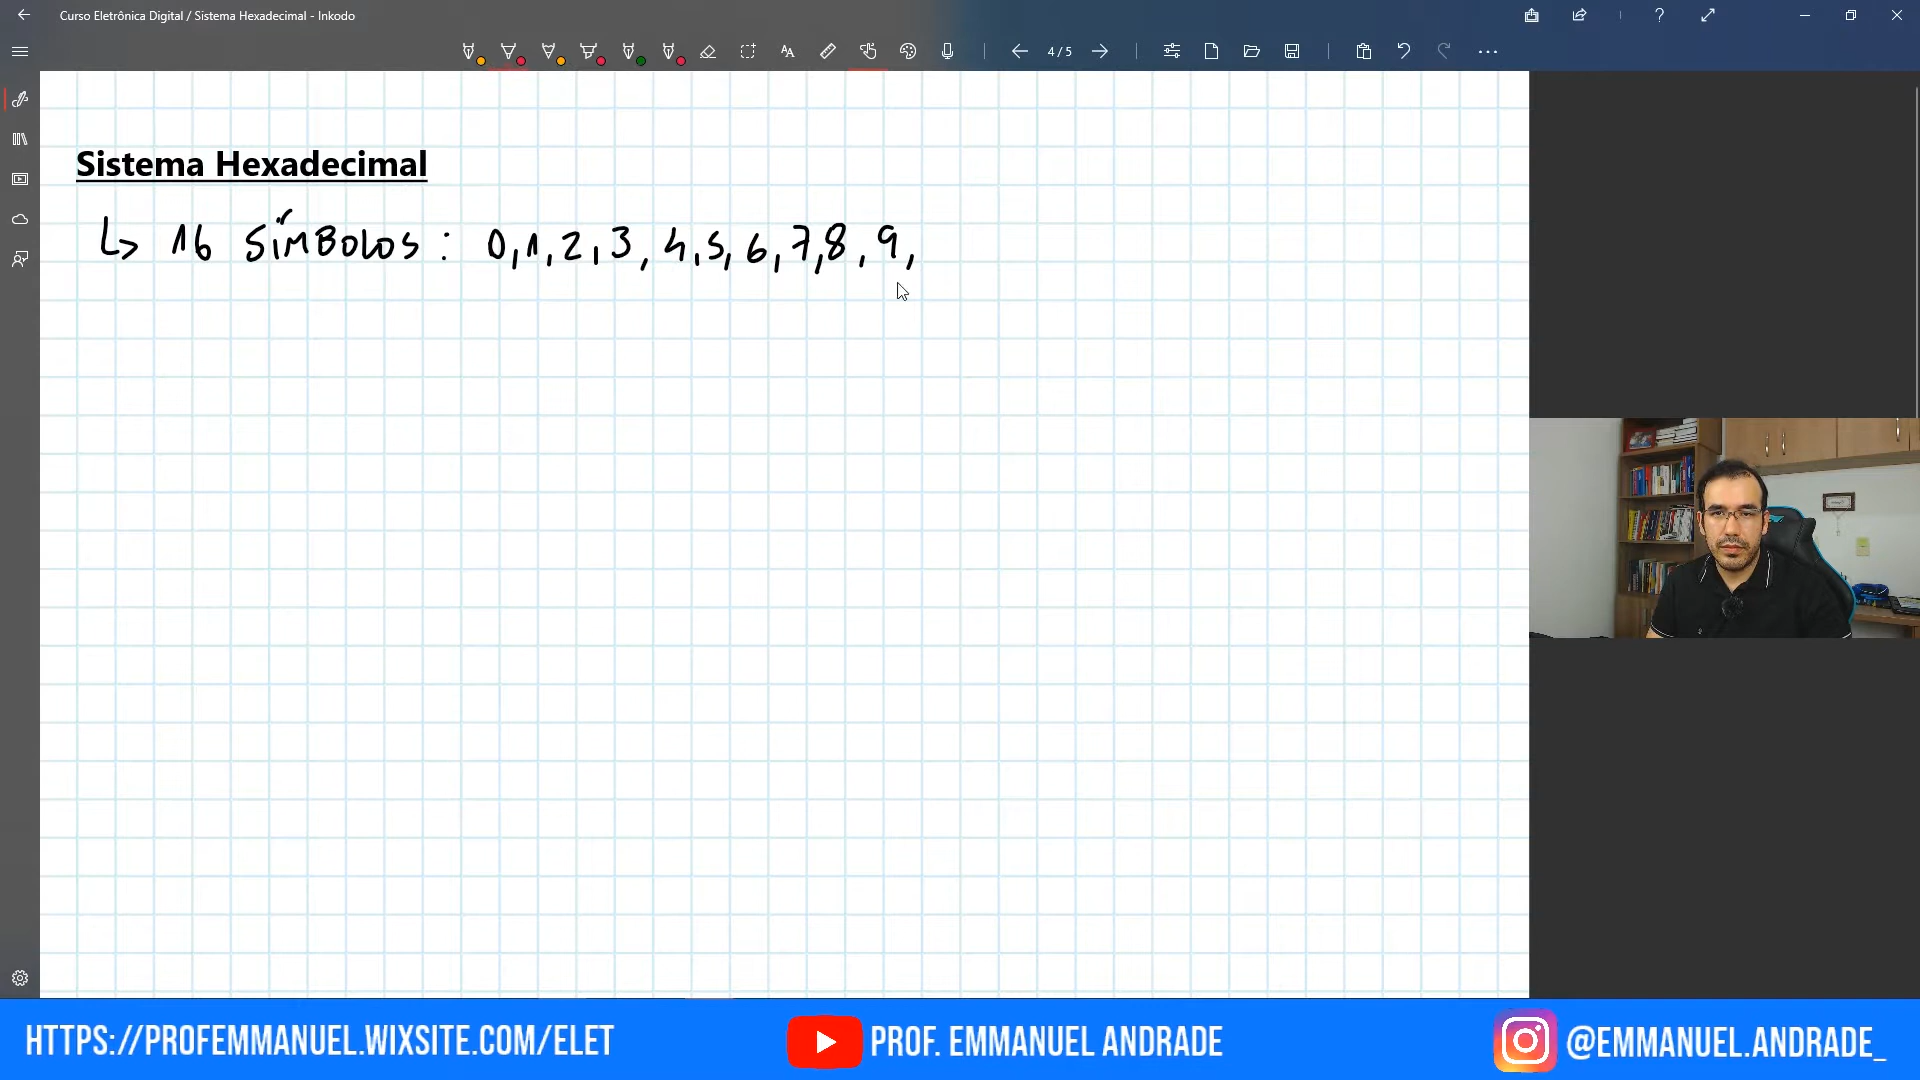 Curso Eletrônica Digital / Sistema Hexadecimal - Inkodo
4 / 5
Sistema Hexadecimal
↳ 16 SÍMBOLOS : 0,1,2,3,4,5,6,7,8,9,
HTTPS://PROFEMMANUEL.WIXSITE.COM/ELET
PROF. EMMANUEL ANDRADE
@EMMANUEL.ANDRADE_